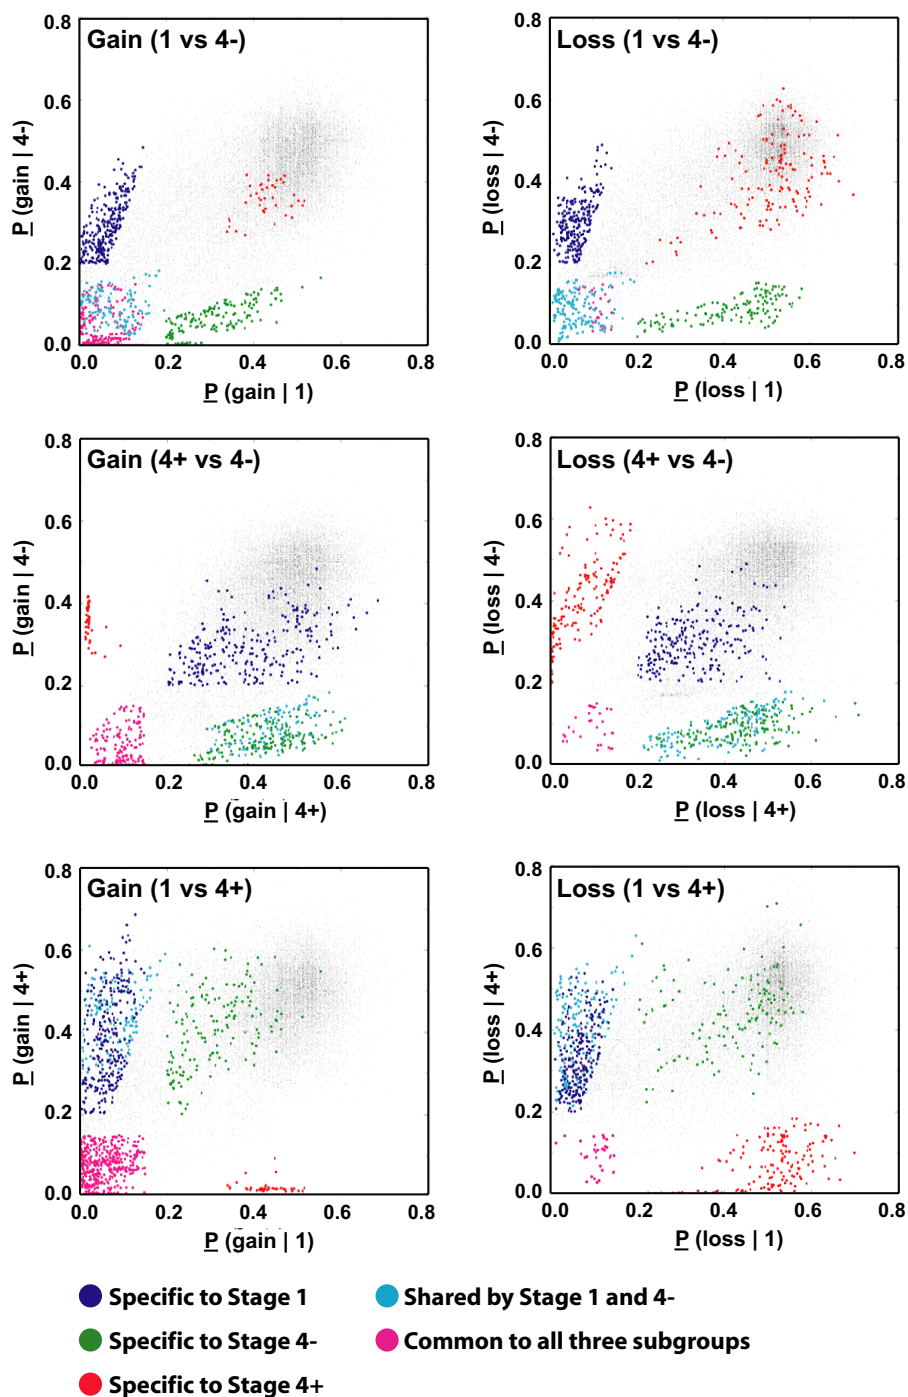 0.8
Gain (1 vs 4-)
0.6
P (gain | 4-)
0.4
0.2
0.0
0.0 0.2 0.4 0.6 0.8
P (gain | 1)
0.8
Loss (1 vs 4-)
0.6
P (loss | 4-)
0.4
0.2
0.0
0.0 0.2 0.4 0.6 0.8
P (loss | 1)
0.8
Gain (4+ vs 4-)
0.6
P (gain | 4-)
0.4
0.2
0.0
0.0 0.2 0.4 0.6 0.8
P (gain | 4+)
0.8
Loss (4+ vs 4-)
0.6
P (loss | 4-)
0.4
0.2
0.0
0.0 0.2 0.4 0.6 0.8
P (loss | 4+)
0.8
Gain (1 vs 4+)
0.6
P (gain | 4+)
0.4
0.2
0.0
0.0 0.2 0.4 0.6 0.8
P (gain | 1)
0.8
Loss (1 vs 4+)
0.6
P (loss | 4+)
0.4
0.2
0.0
0.0 0.2 0.4 0.6 0.8
P (loss | 1)
Specific to Stage 1
Specific to Stage 4-
Specific to Stage 4+
Shared by Stage 1 and 4-
Common to all three subgroups